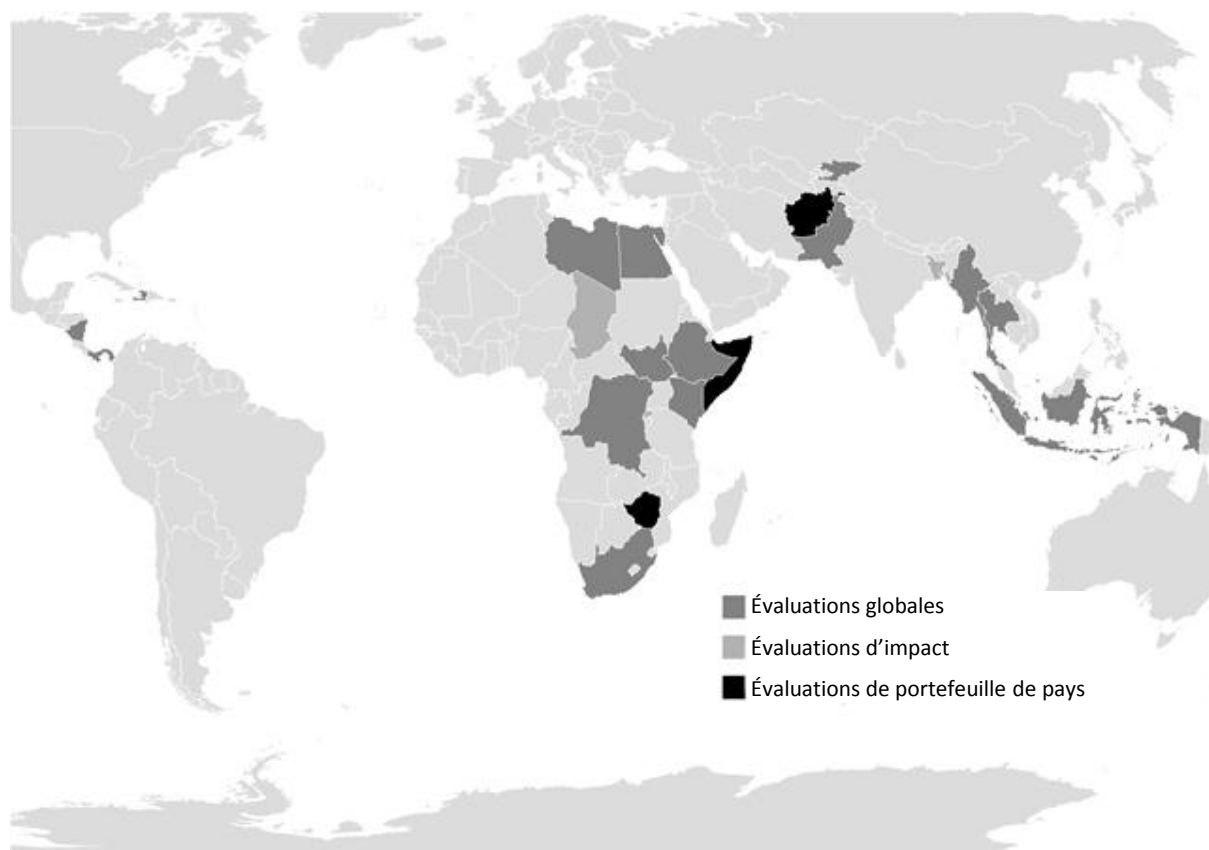 Évaluations globales
Évaluations d’impact
Évaluations de portefeuille de pays